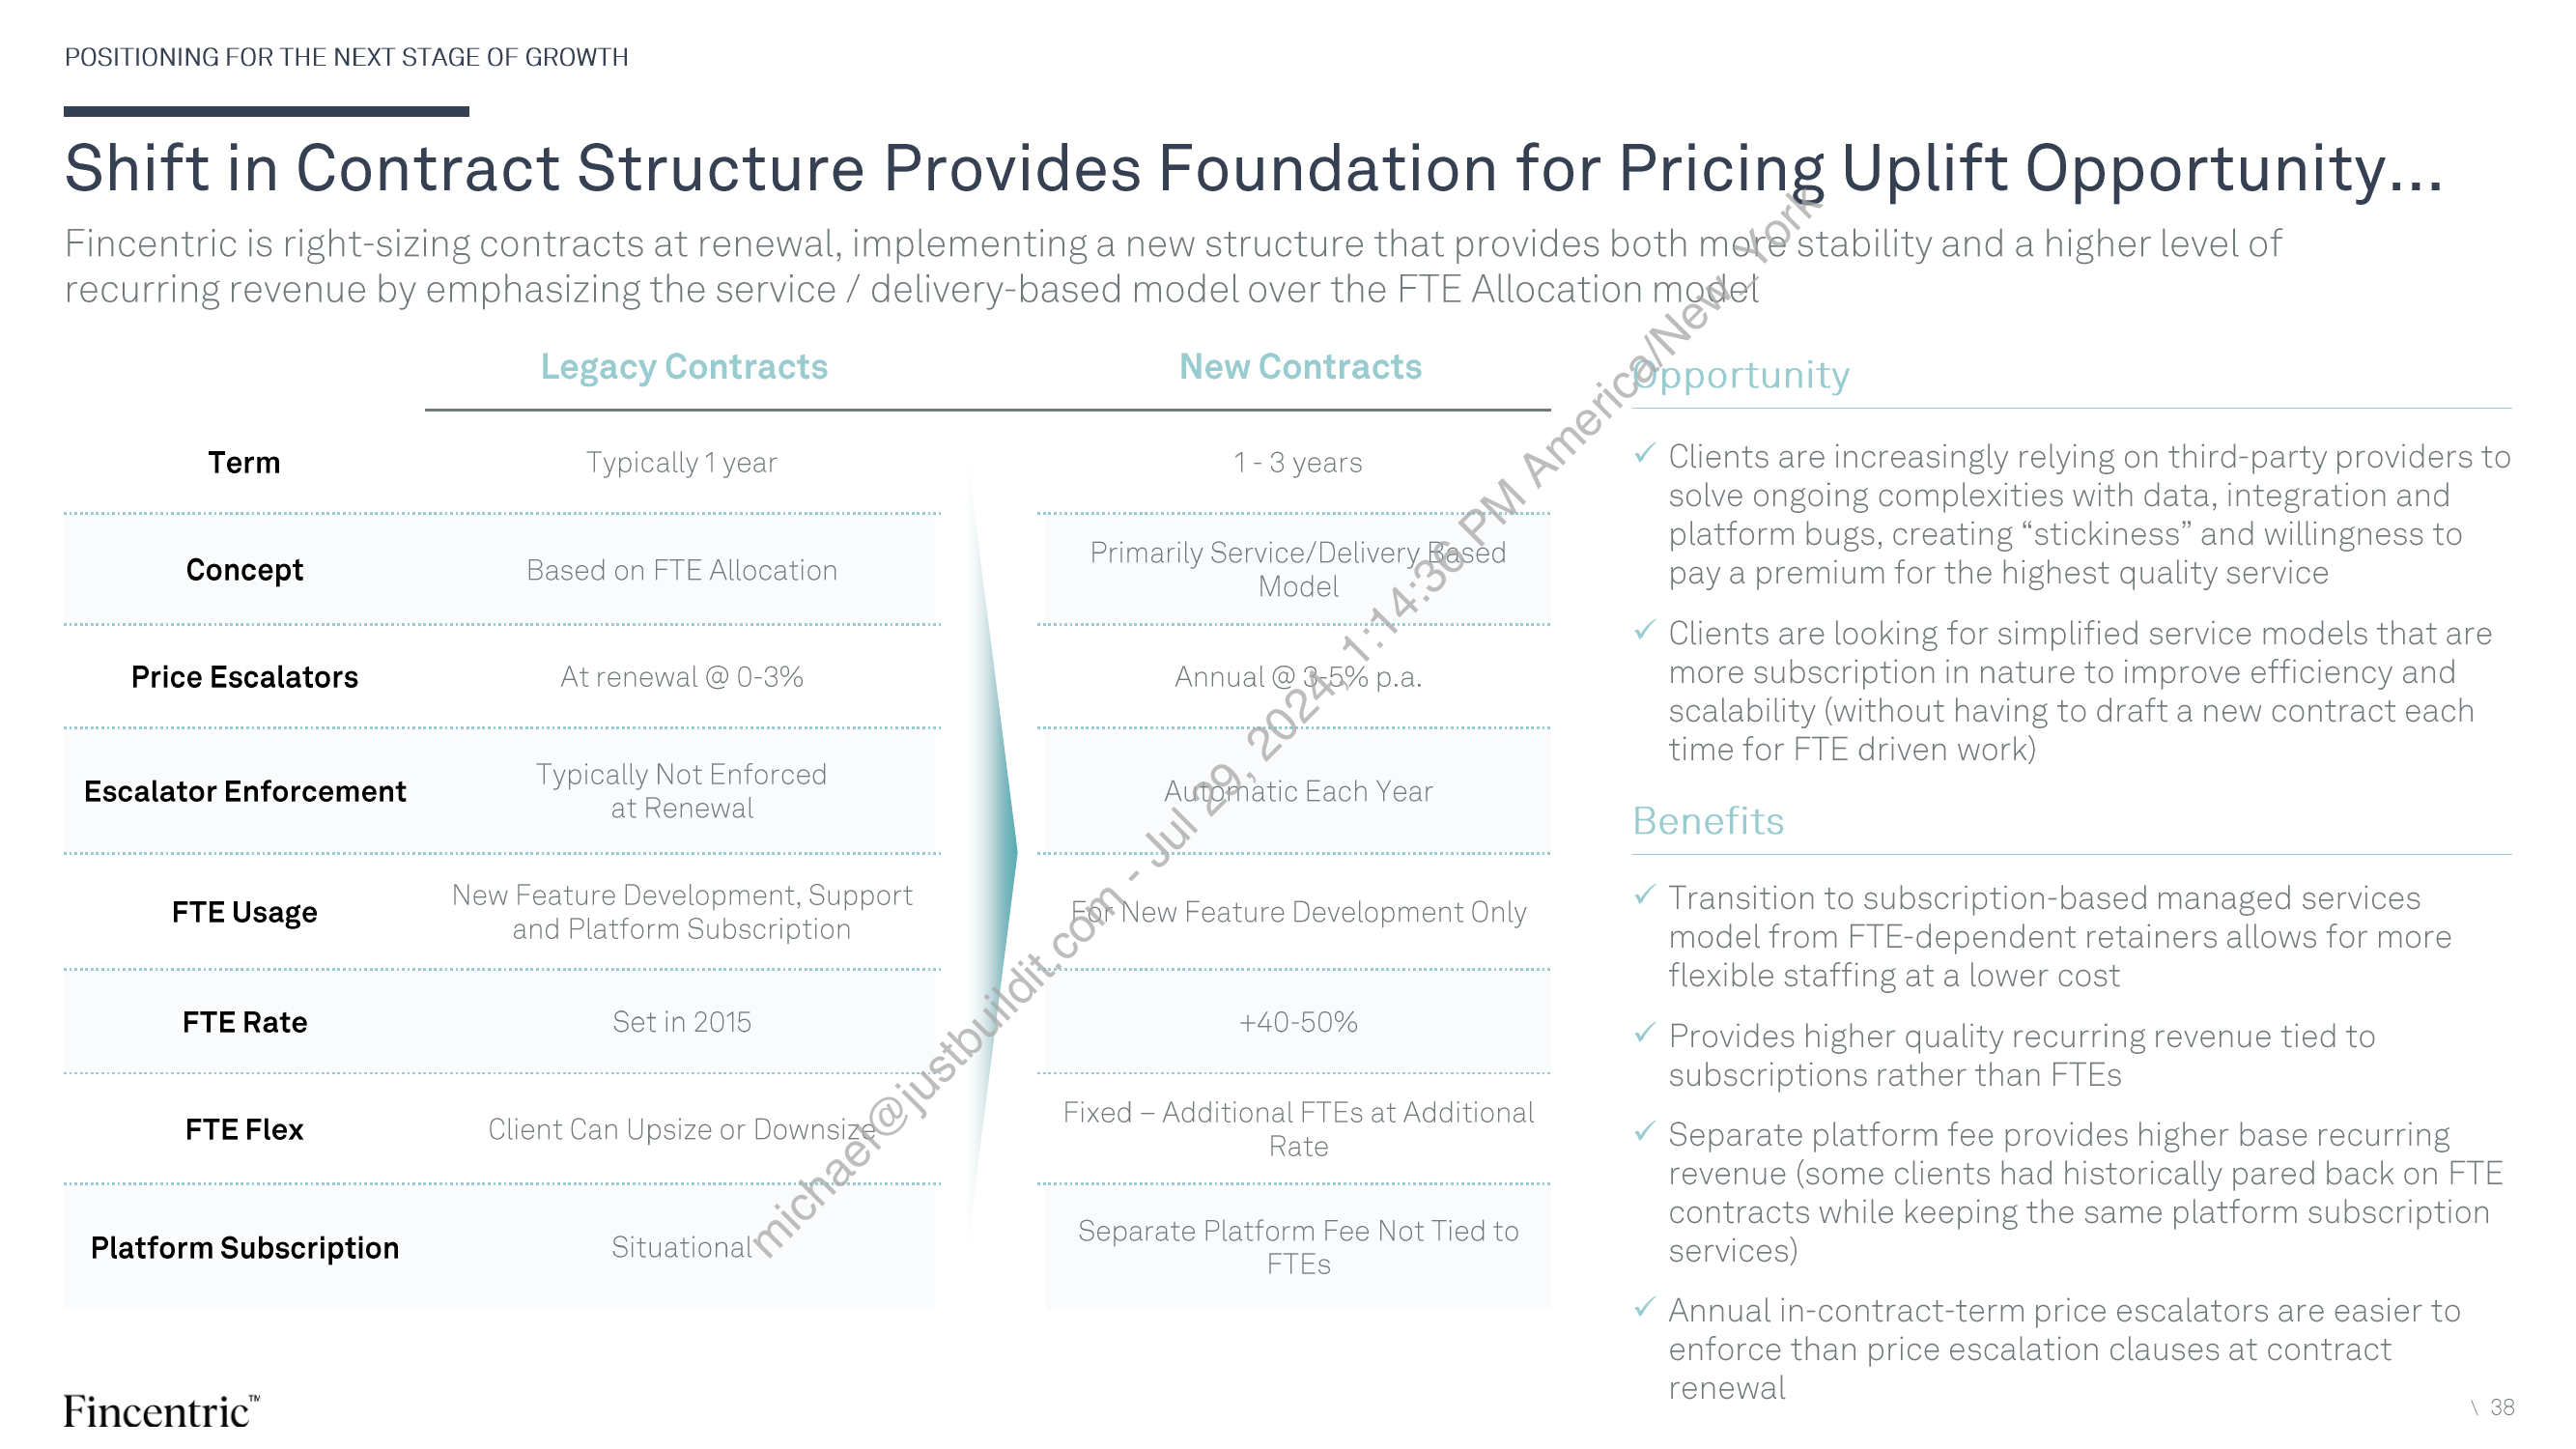 POSITIONING FOR THE NEXT STAGE OF GROWTH
Shift in Contract Structure Provides Foundation for Pricing Uplift Opportunity...
Fincentric is right-sizing contracts at renewal, implementing a new structure that provides both more stability and a higher level of
recurring revenue by emphasizing the service / delivery-based model over the FTE Allocation model
Legacy Contracts
New Contracts
Term
Typically 1 year
1 - 3 years
Concept
Based on FTE Allocation
Primarily Service/Delivery Based
Model
Price Escalators
At renewal @ 0-3%
Annual @ 3-5% p.a.
Escalator Enforcement
Typically Not Enforced
at Renewal
Automatic Each Year
FTE Usage
New Feature Development, Support
and Platform Subscription
For New Feature Development Only
FTE Rate
Set in 2015
+40-50%
FTE Flex
Client Can Upsize or Downsize
Fixed – Additional FTEs at Additional
Rate
Platform Subscription
Situational
Separate Platform Fee Not Tied to
FTEs
Opportunity
✓ Clients are increasingly relying on third-party providers to
solve ongoing complexities with data, integration and
platform bugs, creating “stickiness” and willingness to
pay a premium for the highest quality service
✓ Clients are looking for simplified service models that are
more subscription in nature to improve efficiency and
scalability (without having to draft a new contract each
time for FTE driven work)
Benefits
✓ Transition to subscription-based managed services
model from FTE-dependent retainers allows for more
flexible staffing at a lower cost
✓ Provides higher quality recurring revenue tied to
subscriptions rather than FTEs
✓ Separate platform fee provides higher base recurring
revenue (some clients had historically pared back on FTE
contracts while keeping the same platform subscription
services)
✓ Annual in-contract-term price escalators are easier to
enforce than price escalation clauses at contract
renewal
michael@justbuildit.com - Jul 29, 2024, 1:14:36 PM America/New_York
Fincentric™
\ 38